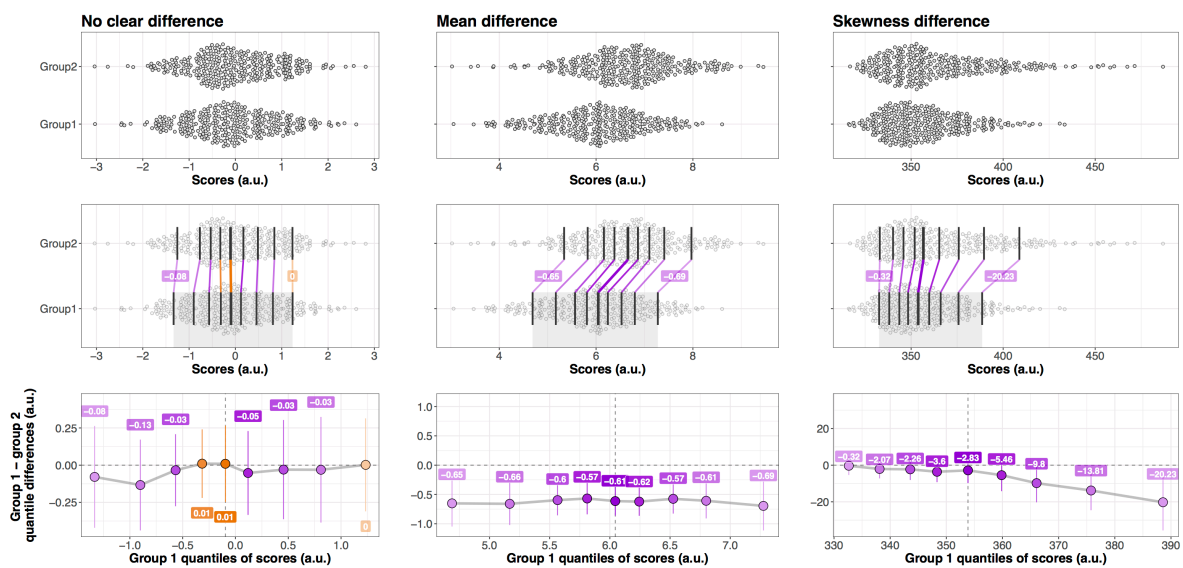 No clear difference Mean difference Skewness difference
Group2
Group1
−3 −2 −1 0 1 2 3 4 6 8 350 400 450
Scores (a.u.) Scores (a.u.) Scores (a.u.)
Group2
−0.08 0 −0.65 −0.69 −0.32 −20.23
Group1
−3 −2 −1 0 1 2 3 4 6 8 350 400 450
Scores (a.u.) Scores (a.u.) Scores (a.u.)
Group 1 − group 2
quantile differences (a.u.)
0.25
0.00
−0.25
−0.08 −0.13 −0.03 0.01 0.01 −0.05 −0.03 −0.03 0
−1.0 −0.5 0.0 0.5 1.0
Group 1 quantiles of scores (a.u.)
1.0
0.5
0.0
−0.5
−1.0
−0.65 −0.66 −0.6 −0.57 −0.61 −0.62 −0.57 −0.61 −0.69
5.0 5.5 6.0 6.5 7.0
Group 1 quantiles of scores (a.u.)
20
0
−20
−0.32 −2.07 −2.26 −3.6 −2.83 −5.46 −9.8 −13.81 −20.23
330 340 350 360 370 380 390
Group 1 quantiles of scores (a.u.)